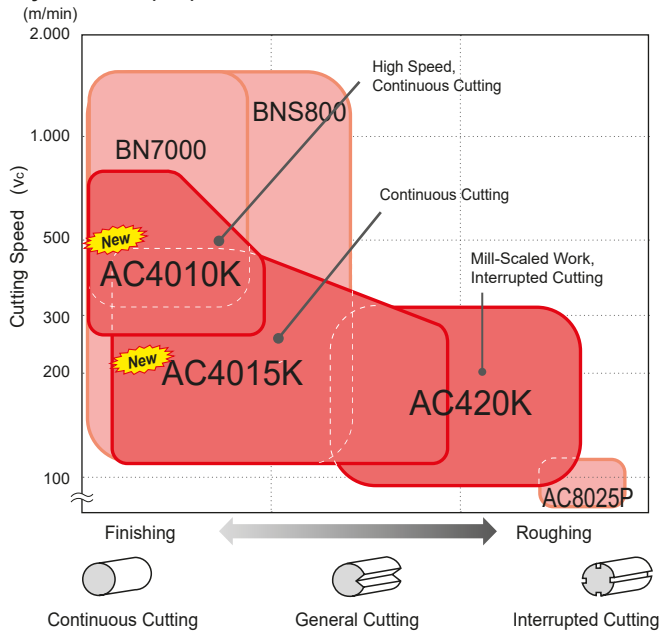 (m/min)
2.000
High Speed,
Continuous Cutting
BNS800
1.000
BN7000
Continuous Cutting
New
500
Mill-Scaled Work,
Interrupted Cutting
AC4010K
Cutting Speed (vc)
300
New
200
AC4015K
AC420K
100
AC8025P
Finishing
Roughing
Continuous Cutting
General Cutting
Interrupted Cutting